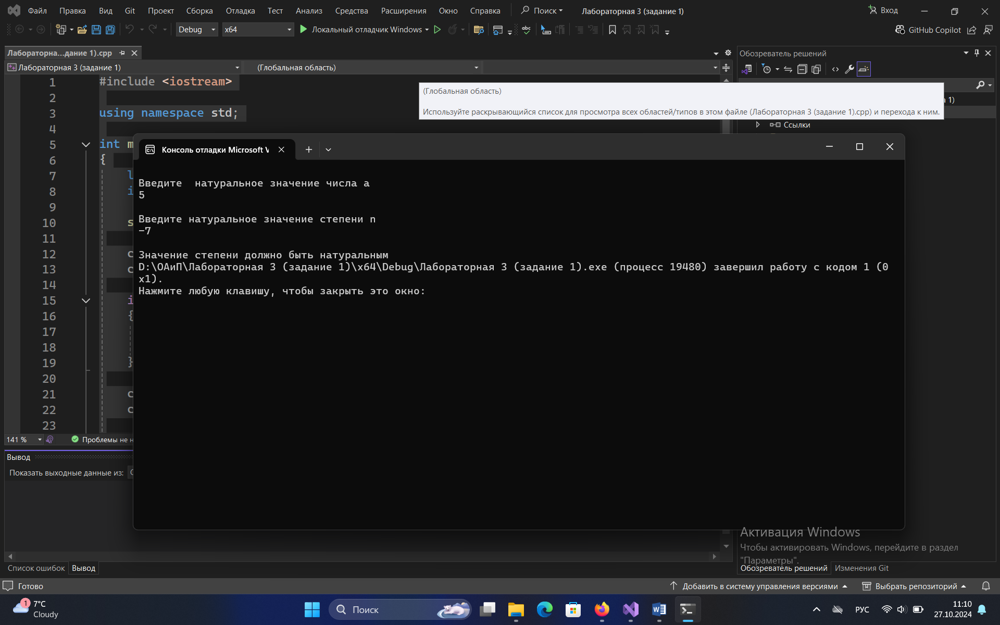 Файл Правка Вид Git Проект Сборка Отладка Тест Анализ Средства Расширения Окно Справка Поиск Лабораторная 3 (задание 1) Вход
Debug x64 Локальный отладчик Windows GitHub Copilot
Лабораторна...дание 1).cpp
Обозреватель решений
Лабораторная 3 (задание 1) (Глобальная область)
1 #include <iostream>
2
3 using namespace std;
4
5 int m
6 {
7 l
8 i
9
10 s
11
12 c
13 c
14
15 i
16 {
17
18
19 }
20
21 c
22 c
23
(Глобальная область)
Используйте раскрывающийся список для просмотра всех областей/типов в этом файле (Лабораторная 3 (задание 1).cpp) и перехода к ним.
1)
Ссылки
Консоль отладки Microsoft V
Введите  натуральное значение числа a
5
Введите натуральное значение степени n
-7
Значение степени должно быть натуральным
D:\ОАиП\Лабораторная 3 (задание 1)\x64\Debug\Лабораторная 3 (задание 1).exe (процесс 19480) завершил работу с кодом 1 (0
x1).
Нажмите любую клавишу, чтобы закрыть это окно:
141 % Проблемы не н
Вывод
Показать выходные данные из:
Активация Windows
Чтобы активировать Windows, перейдите в раздел
"Параметры".
Список ошибок Вывод
Обозреватель решений Изменения Git
Готово Добавить в систему управления версиями Выбрать репозиторий
1 7°C
Cloudy
Поиск
РУС
11:10
27.10.2024